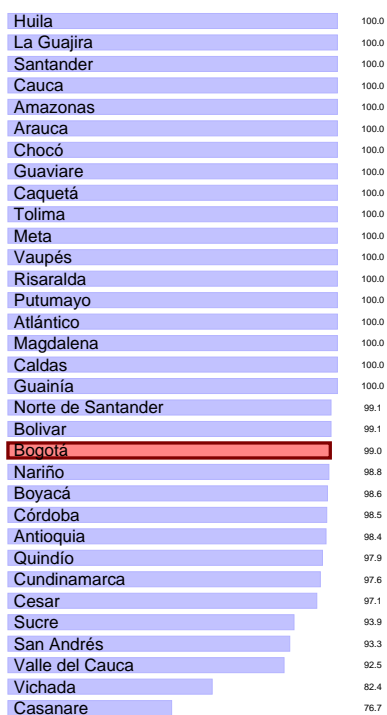 Huila 100.0
La Guajira 100.0
Santander 100.0
Cauca 100.0
Amazonas 100.0
Arauca 100.0
Chocó 100.0
Guaviare 100.0
Caquetá 100.0
Tolima 100.0
Meta 100.0
Vaupés 100.0
Risaralda 100.0
Putumayo 100.0
Atlántico 100.0
Magdalena 100.0
Caldas 100.0
Guainía 100.0
Norte de Santander 99.1
Bolivar 99.1
Bogotá 99.0
Nariño 98.8
Boyacá 98.6
Córdoba 98.5
Antioquia 98.4
Quindío 97.9
Cundinamarca 97.6
Cesar 97.1
Sucre 93.9
San Andrés 93.3
Valle del Cauca 92.5
Vichada 82.4
Casanare 76.7